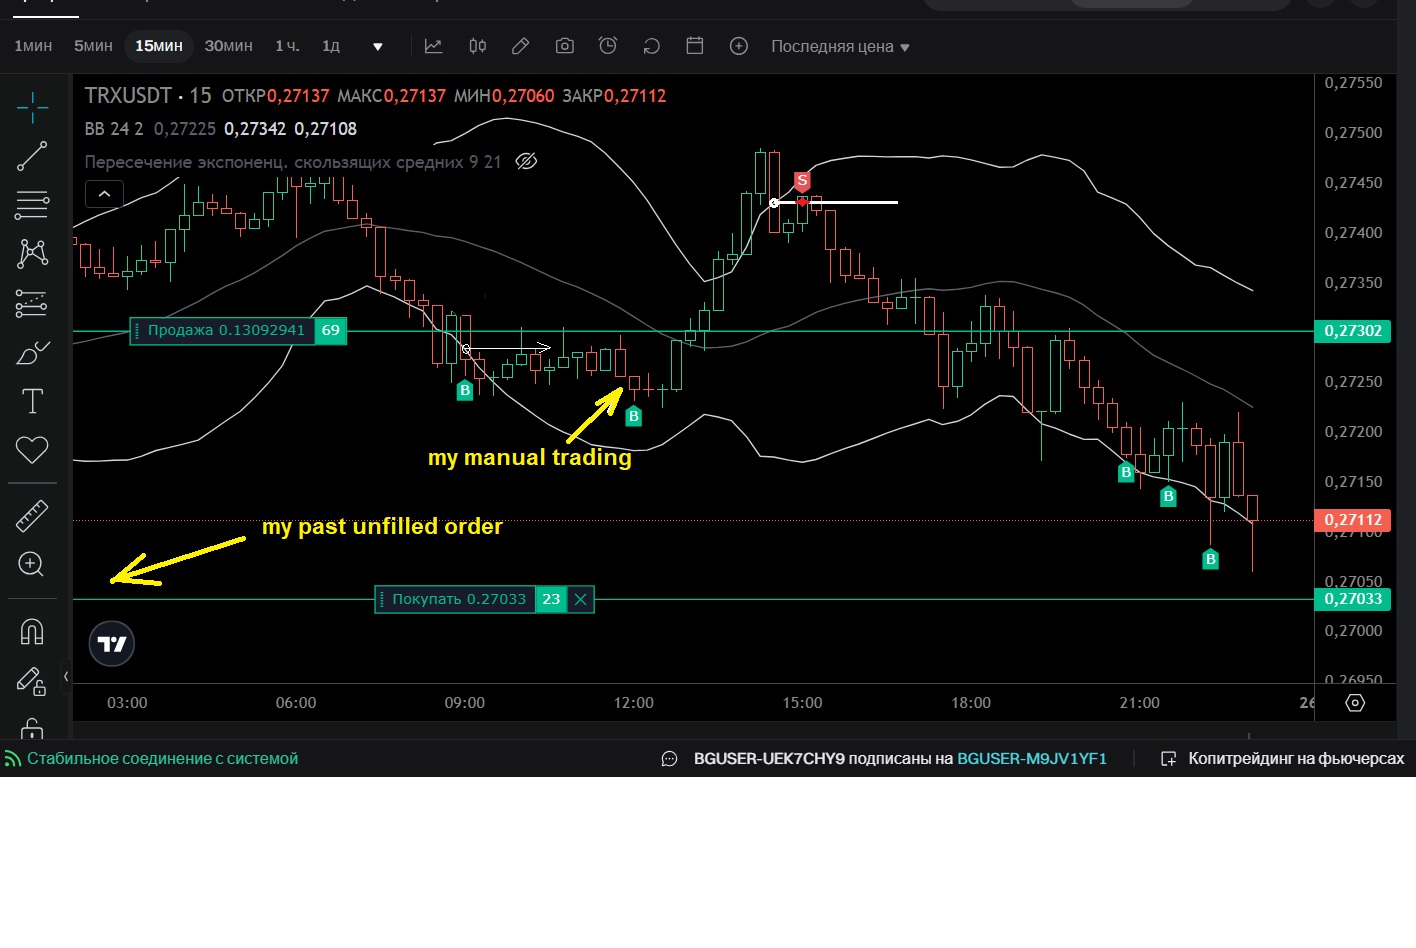 1мин 5мин 15мин 30мин 1 ч. 1д Последняя цена
TRXUSDT · 15 ОТКР0,27137 МАКС0,27137 МИН0,27060 ЗАКР0,27112
BB 24 2 0,27225 0,27342 0,27108
Пересечение экспоненц. скользящих средних 9 21
0,27550
0,27500
0,27450
S
0,27400
0,27350
Продажа 0.13092941 69
0,27302
0,27250
B
B
0,27200
my manual trading
B
0,27150
B
my past unfilled order
0,27112
0,27100
B
0,27050
Покупать 0.27033 23
0,27033
0,27000
0,26950
03:00 06:00 09:00 12:00 15:00 18:00 21:00 26
Стабильное соединение с системой
BGUSER-UEK7CHY9 подписаны на BGUSER-M9JV1YF1
Копитрейдинг на фьючерсах